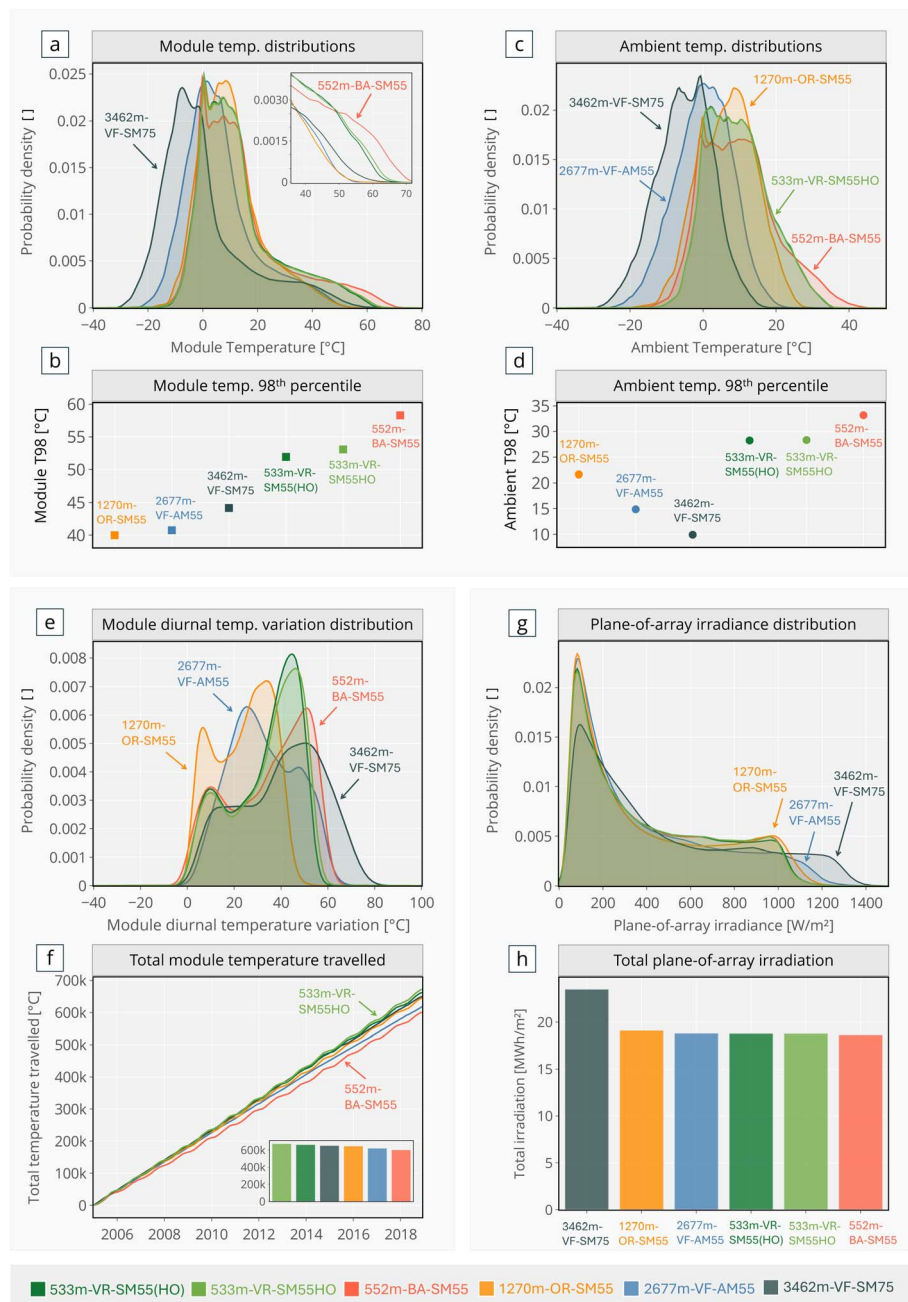 a
Module temp. distributions
Probability density [ ]
0.025
0.02
0.015
0.01
0.005
0
3462m-
VF-SM75
552m-BA-SM55
0.0030
0.0015
0
40
50
60
70
−40
−20
0
20
40
60
80
Module Temperature [°C]
c
Ambient temp. distributions
Probability density [ ]
0.02
0.015
0.01
0.005
0
3462m-
VF-SM75
1270m-OR-SM55
2677m-VF-AM55
533m-VR-SM55HO
552m-BA-SM55
−40
−20
0
20
40
Ambient Temperature [°C]
b
Module temp. 98th percentile
Module T98 [°C]
60
55
50
45
40
1270m-
OR-SM55
2677m-
VF-AM55
3462m-
VF-SM75
533m-VR-
SM55(HO)
533m-VR-
SM55HO
552m-
BA-SM55
d
Ambient temp. 98th percentile
Ambient T98 [°C]
35
30
25
20
15
10
1270m-
OR-SM55
2677m-
VF-AM55
3462m-
VF-SM75
533m-VR-
SM55(HO)
533m-VR-
SM55HO
552m-
BA-SM55
e
Module diurnal temp. variation distribution
Probability density [ ]
0.008
0.007
0.006
0.005
0.004
0.003
0.002
0.001
0
2677m-
VF-AM55
1270m-
OR-SM55
552m-
BA-SM55
3462m-
VF-SM75
−40
−20
0
20
40
60
80
100
Module diurnal temperature variation [°C]
g
Plane-of-array irradiance distribution
Probability density [ ]
0.02
0.015
0.01
0.005
0
1270m-
OR-SM55
2677m-
VF-AM55
3462m-
VF-SM75
0
200
400
600
800
1000
1200
1400
Plane-of-array irradiance [W/m²]
f
Total module temperature travelled
Total temperature travelled [°C]
700k
600k
500k
400k
300k
200k
100k
0
533m-VR-
SM55HO
552m-
BA-SM55
600k
400k
200k
0
2006
2008
2010
2012
2014
2016
2018
h
Total plane-of-array irradiation
Total irradiation [MWh/m²]
20
15
10
5
0
3462m-
VF-SM75
1270m-
OR-SM55
2677m-
VF-AM55
533m-VR-
SM55(HO)
533m-VR-
SM55HO
552m-
BA-SM55
533m-VR-SM55(HO)
533m-VR-SM55HO
552m-BA-SM55
1270m-OR-SM55
2677m-VF-AM55
3462m-VF-SM75